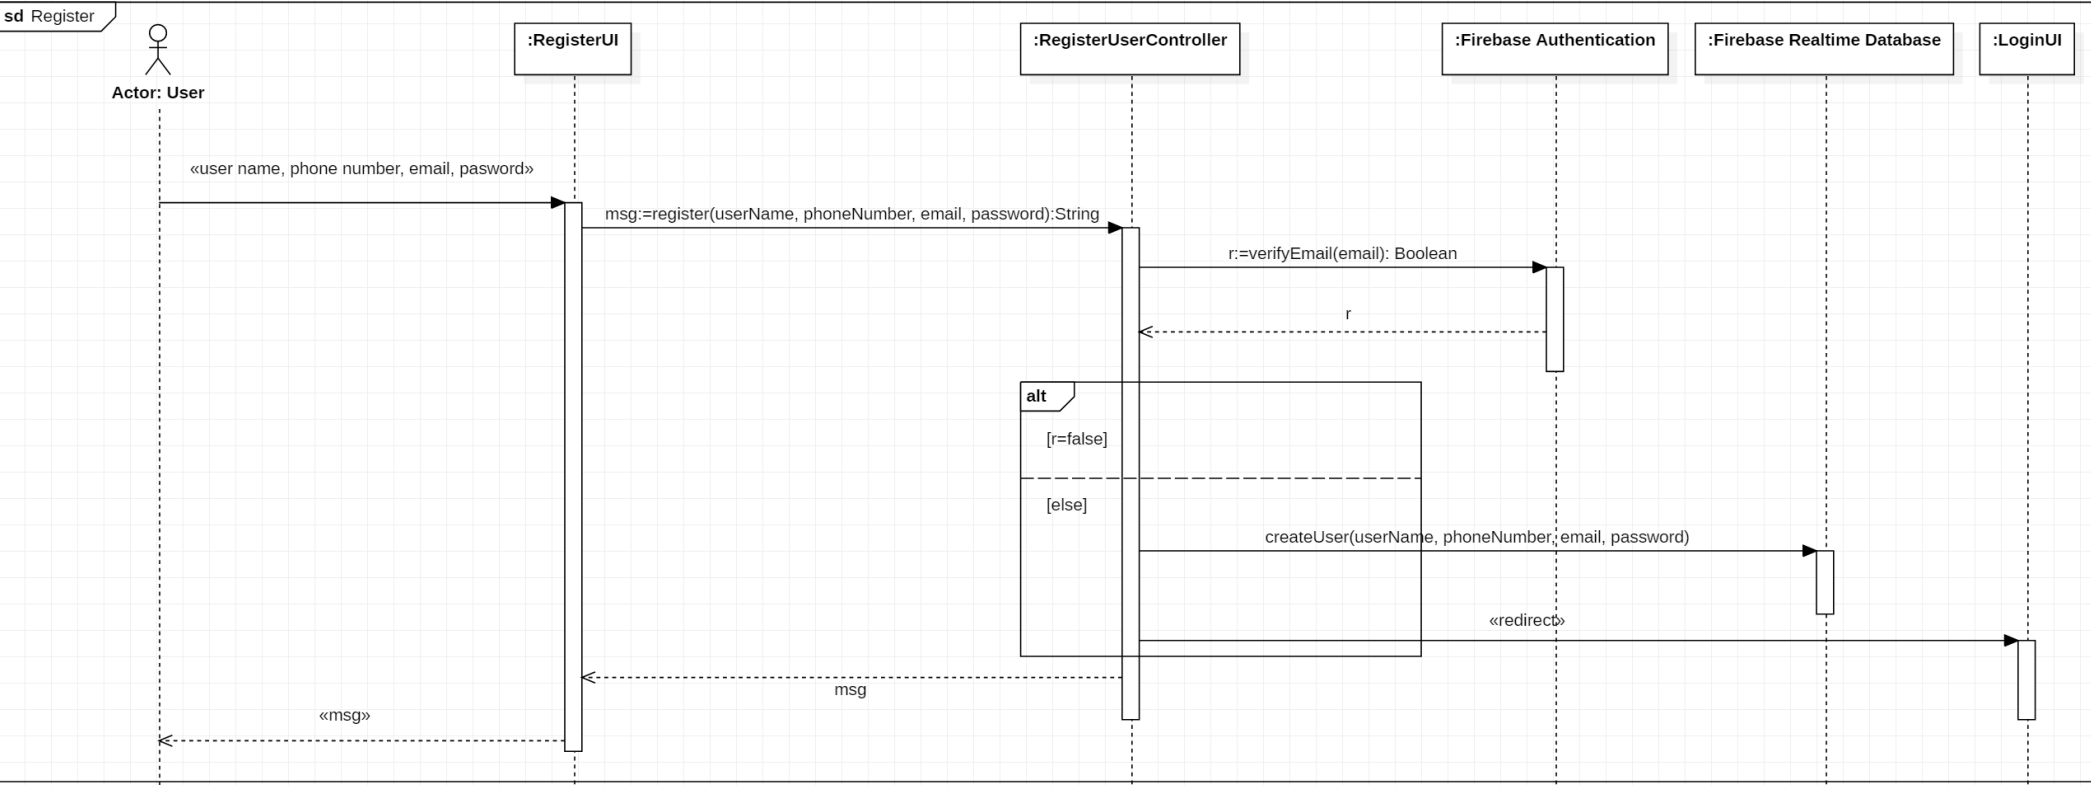 sd Register
Actor: User
:RegisterUI
:RegisterUserController
:Firebase Authentication
:Firebase Realtime Database
:LoginUI
«user name, phone number, email, pasword»
msg:=register(userName, phoneNumber, email, password):String
r:=verifyEmail(email): Boolean
r
alt
[r=false]
[else]
createUser(userName, phoneNumber, email, password)
«redirect»
msg
«msg»